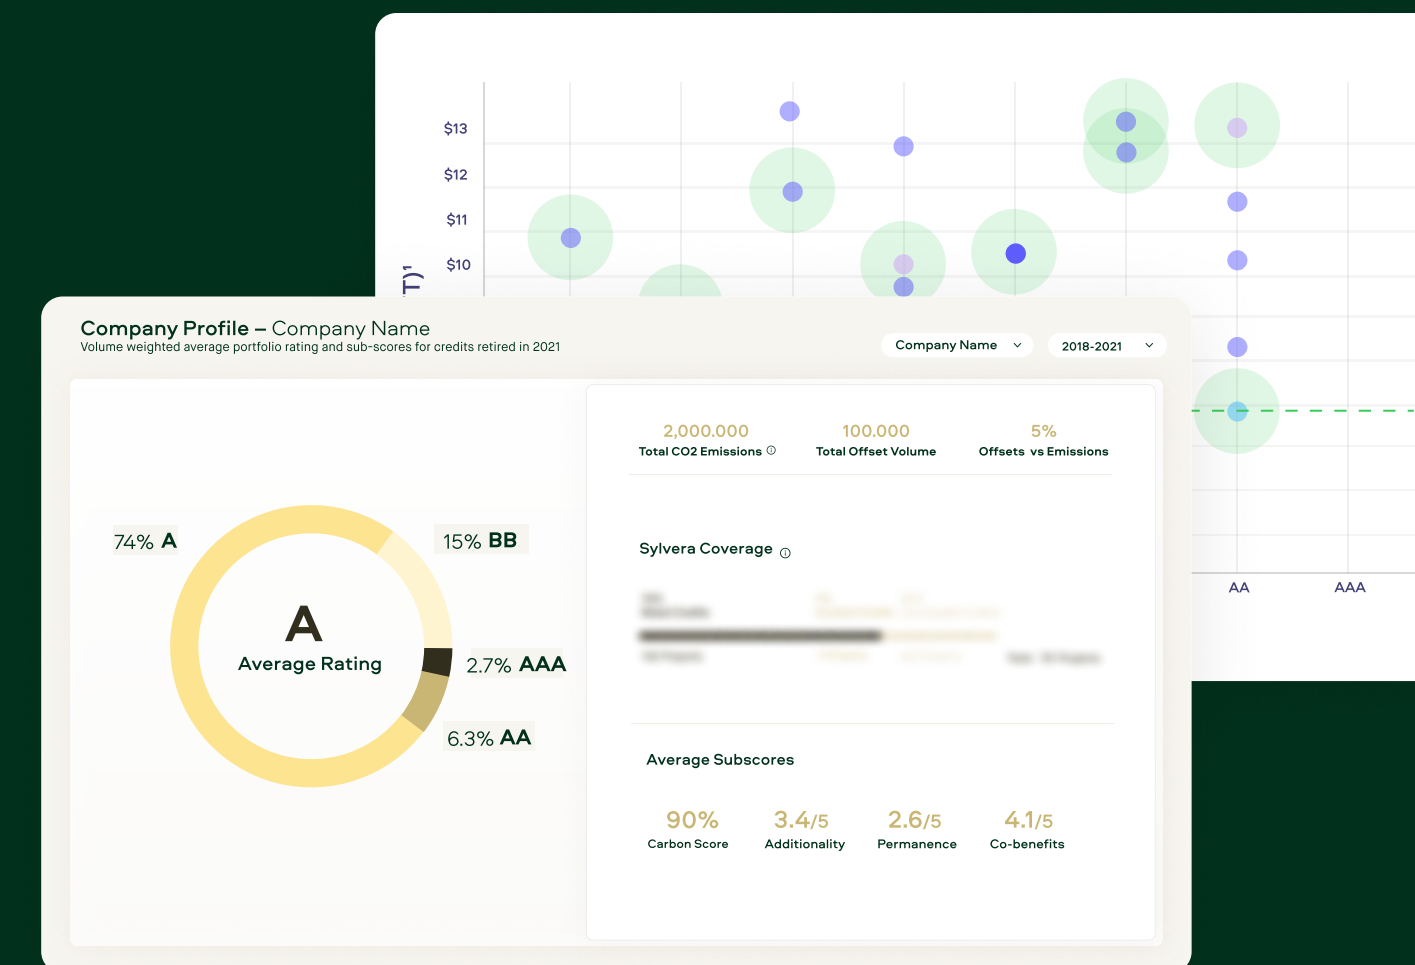 $13
$12
$11
$10
T)¹
Company Profile – Company Name
Volume weighted average portfolio rating and sub-scores for credits retired in 2021
Company Name
2018-2021
2,000.000
Total CO2 Emissions
100.000
Total Offset Volume
5%
Offsets vs Emissions
74% A
15% BB
A
Average Rating
2.7% AAA
6.3% AA
Sylvera Coverage
Average Subscores
90%
Carbon Score
3.4/5
Additionality
2.6/5
Permanence
4.1/5
Co-benefits
AA
AAA